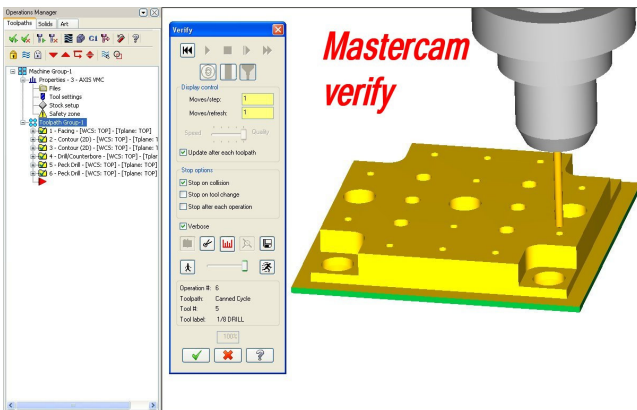 Operations Manager
Toolpaths Solids Art
G1
Machine Group-1
Properties - 3 - AXIS VMC
Files
Tool settings
Stock setup
Safety zone
Toolpath Group-1
1 - Facing - [WCS: TOP] - [Tplane: TOP]
2 - Contour (2D) - [WCS: TOP] - [Tplane: TOP]
3 - Contour (2D) - [WCS: TOP] - [Tplane: TOP]
4 - Drill/Counterbore - [WCS: TOP] - [Tplan
5 - Peck Drill - [WCS: TOP] - [Tplane: TOP]
6 - Peck Drill - [WCS: TOP] - [Tplane: TOP]
Verify
Display control
Moves/step: 1
Moves/refresh: 1
Speed Quality
Update after each toolpath
Stop options
Stop on collision
Stop on tool change
Stop after each operation
Verbose
Operation #: 6
Toolpath: Canned Cycle
Tool #: 5
Tool label: 1/8 DRILL
100%
Mastercam
verify